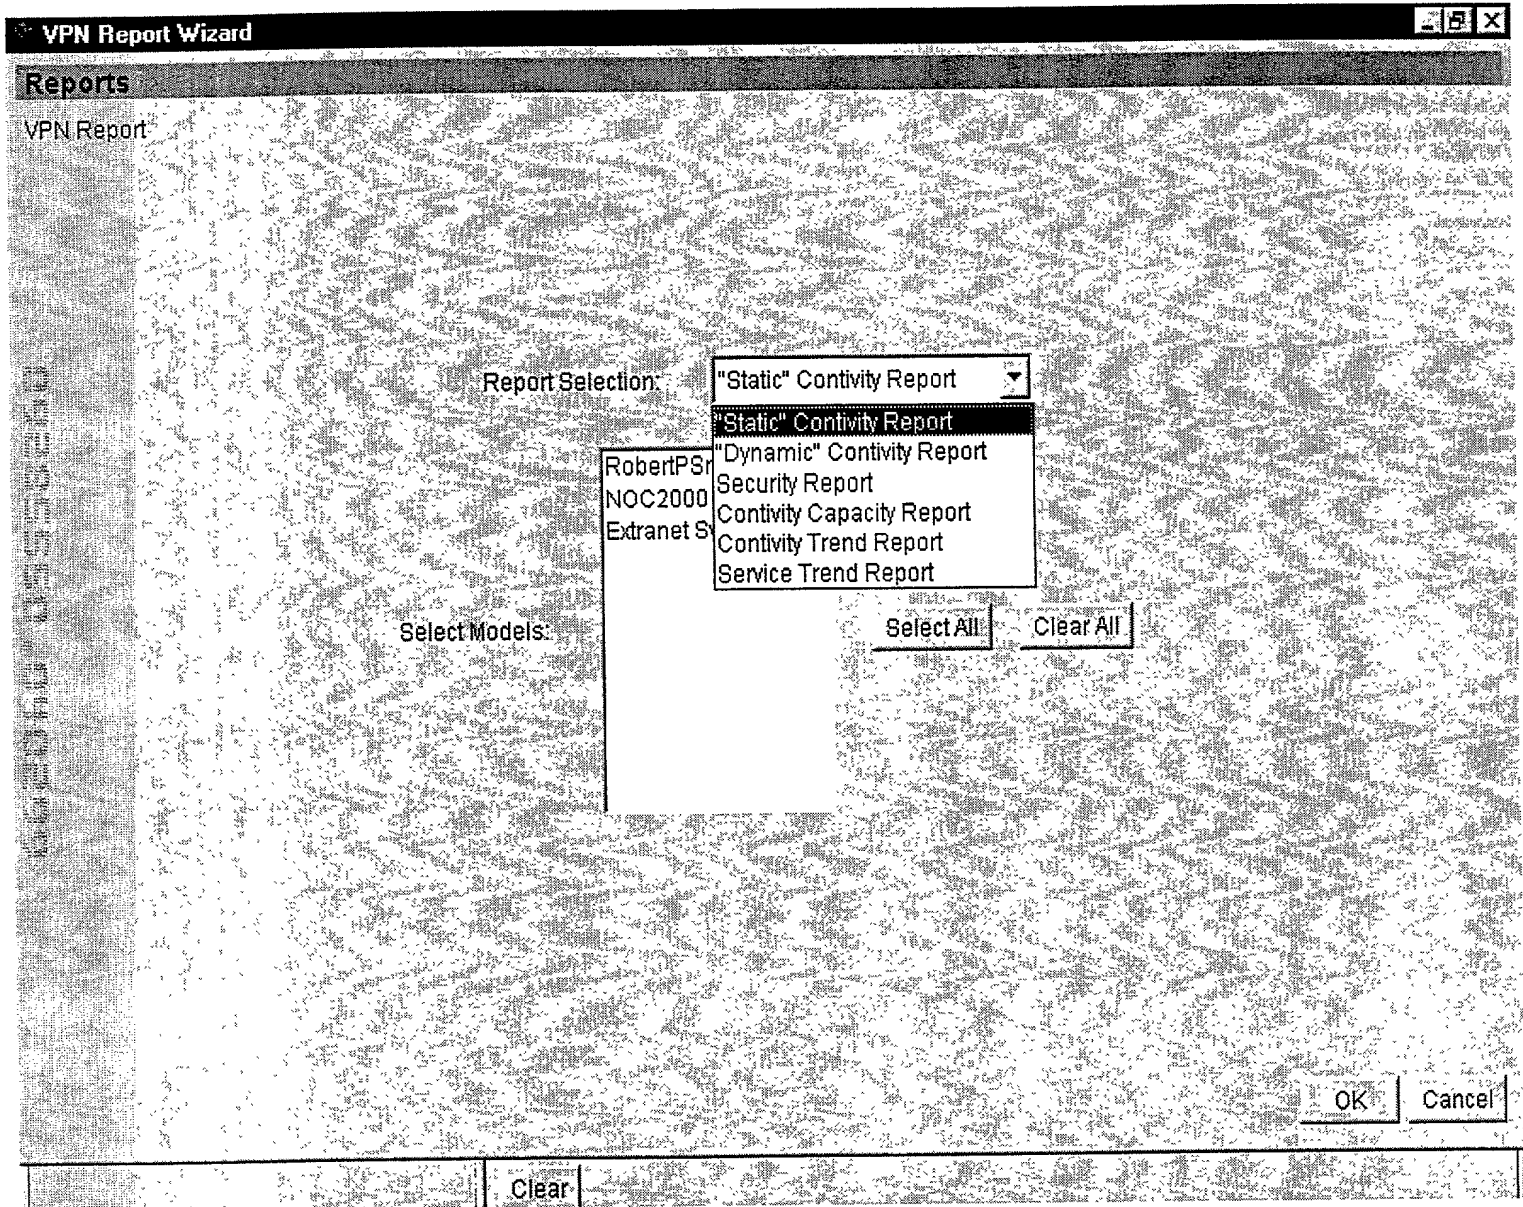 VPN Report Wizard
Reports
VPN Report
Report Selection:
"Static" Contivity Report
"Static" Contivity Report
"Dynamic" Contivity Report
Security Report
Contivity Capacity Report
Contivity Trend Report
Service Trend Report
RobertPSr
NOC2000
Extranet
Select Models:
Select All
Clear All
OK
Cancel
Clear